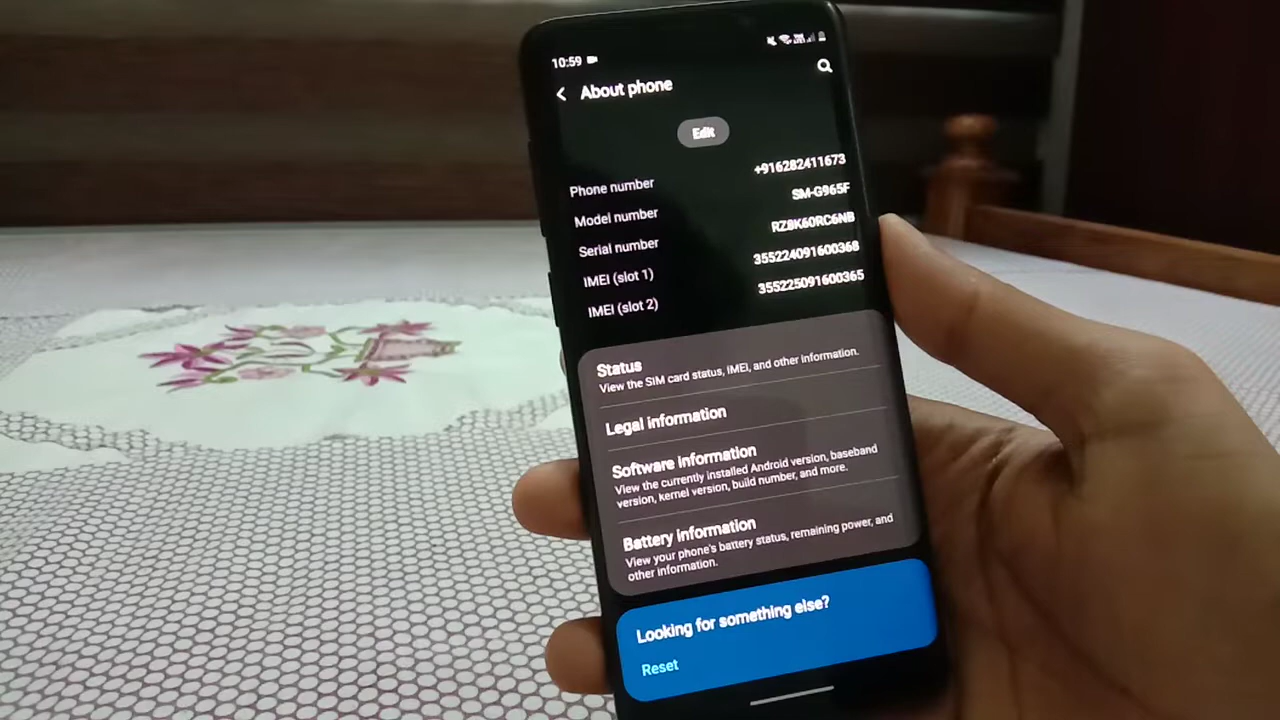 10:59
About phone
Edit
Phone number +916282411673
Model number SM-G965F
Serial number RZ8K60RC6NB
IMEI (slot 1) 355224091600368
IMEI (slot 2) 355225091600365
Status
View the SIM card status, IMEI, and other information.
Legal information
Software information
View the currently installed Android version, baseband
version, kernel version, build number, and more.
Battery information
View your phone's battery status, remaining power, and
other information.
Looking for something else?
Reset